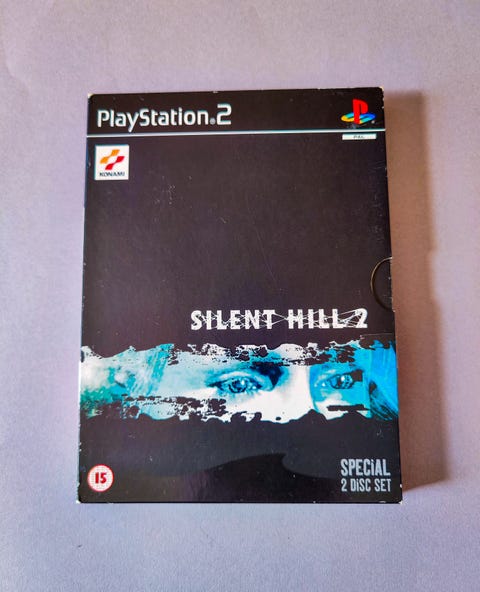 PlayStation®2
PAL
KONAMI
SILENT HILL 2
SPECiAL
2 DiSC SET
15